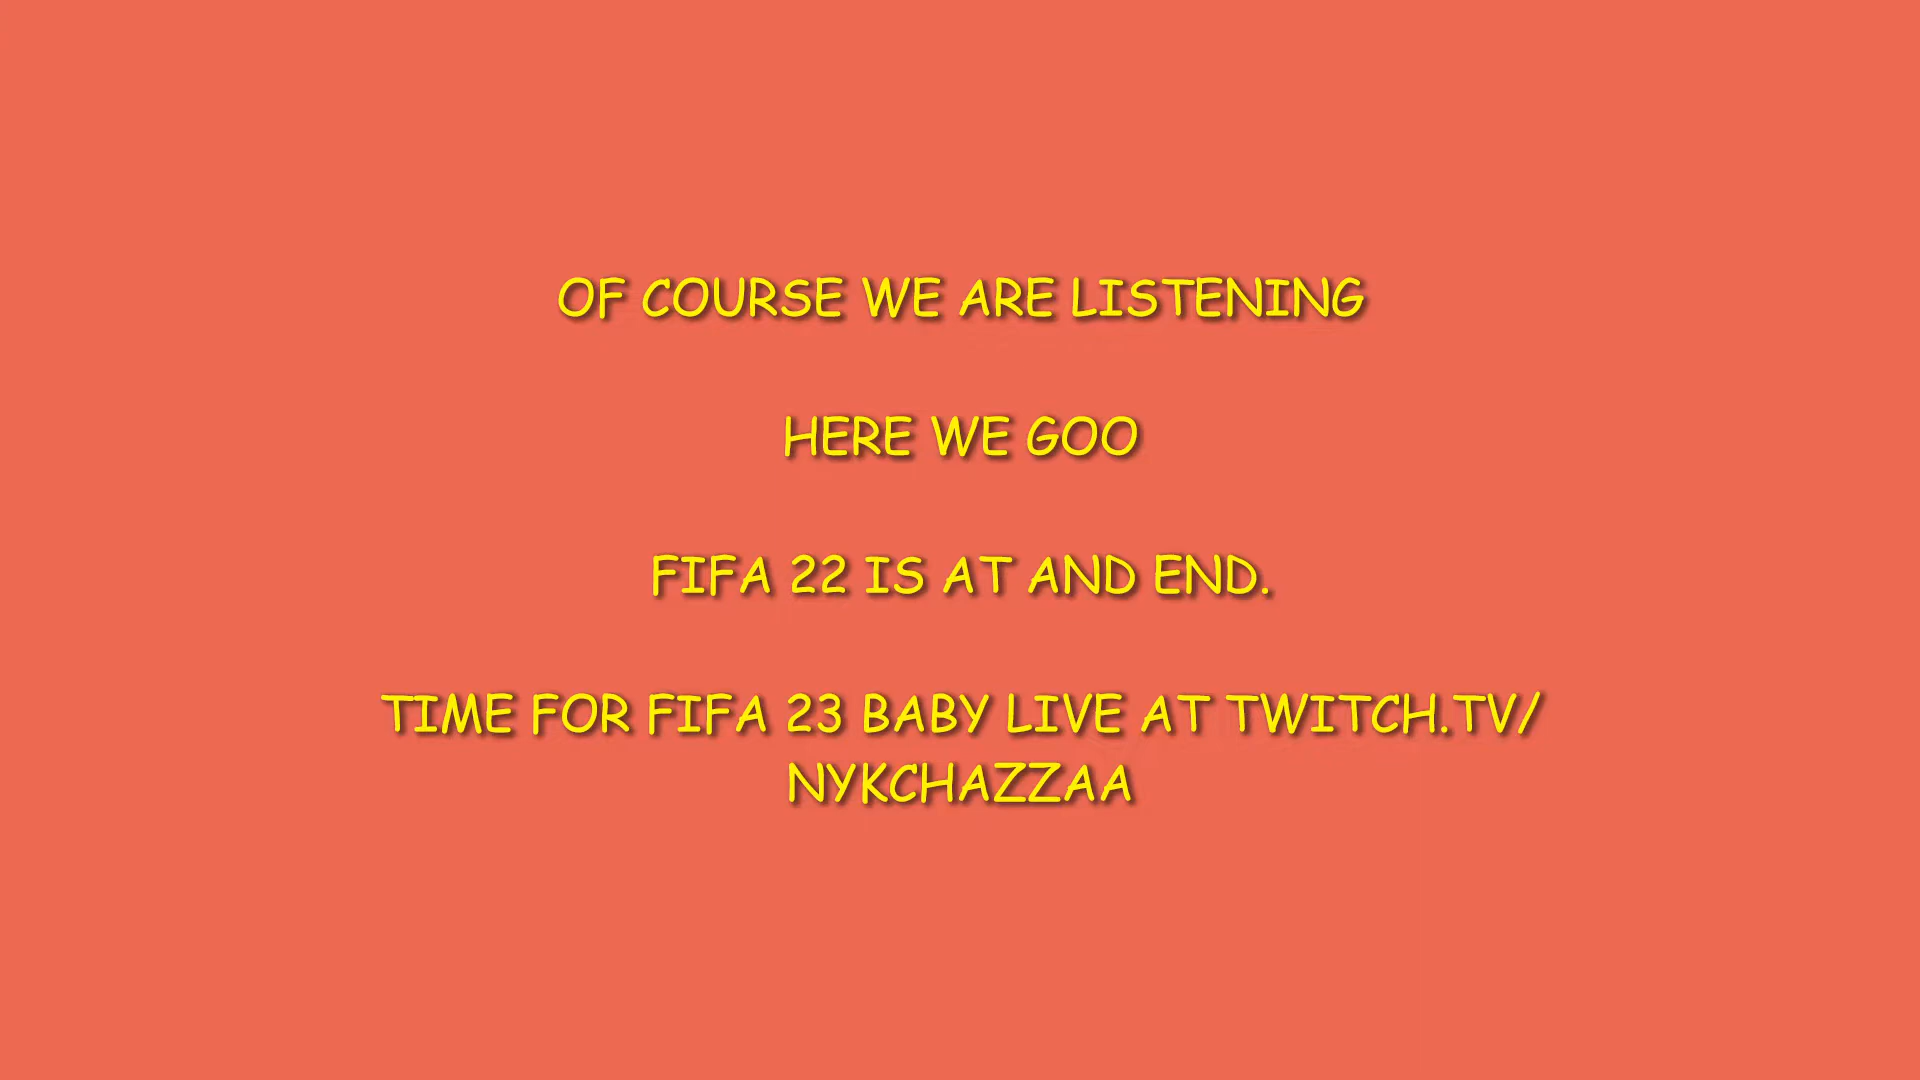 OF COURSE WE ARE LISTENING
HERE WE GOO
FIFA 22 IS AT AND END.
TIME FOR FIFA 23 BABY LIVE AT TWITCH.TV/
NYKCHAZZAA